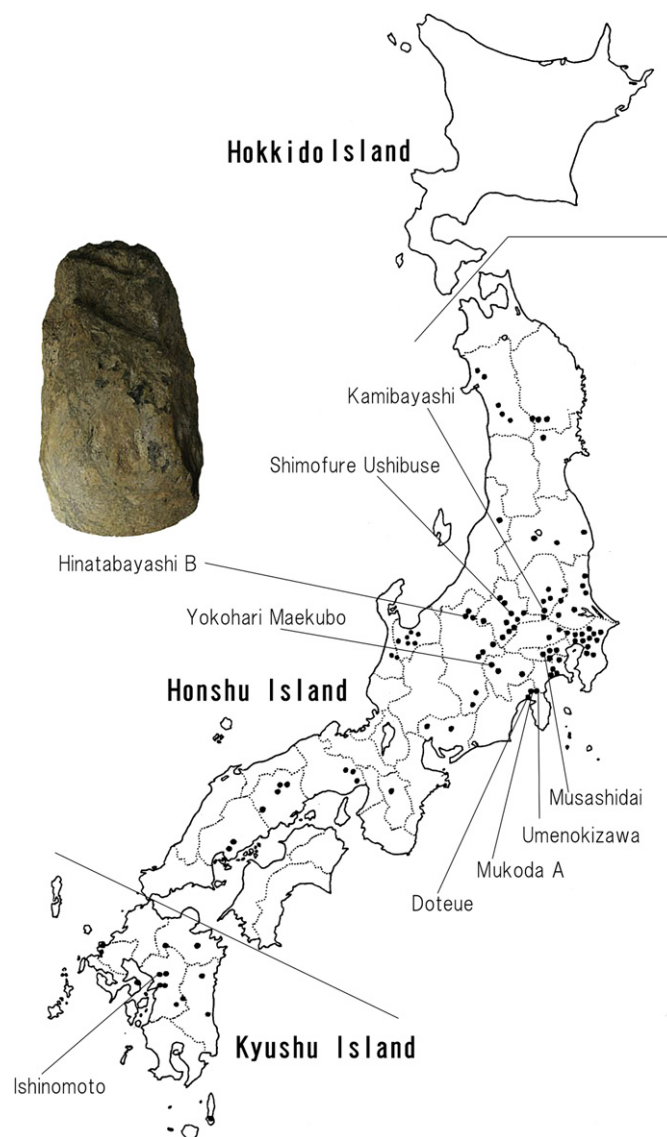 Hokkido Island
Kamibayashi
Shimofure Ushibuse
Hinatabayashi B
Yokohari Maekubo
Honshu Island
Musashidai
Umenokizawa
Mukoda A
Doteue
Kyushu Island
Ishinomoto